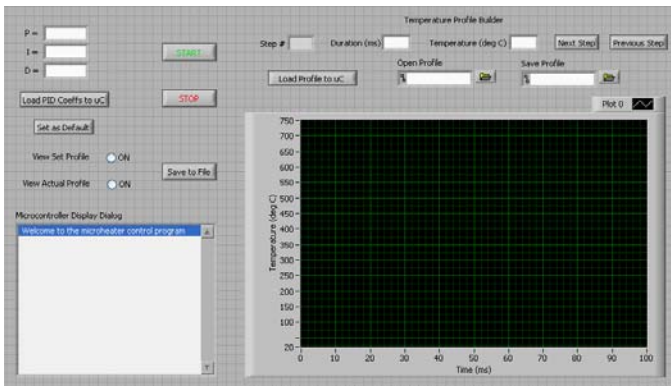 P =
I =
D =
Load PID Coeffs to uC
Set as Default
View Set Profile ON
View Actual Profile ON
START
STOP
Save to File
Microcontroller Display Dialog
Welcome to the microheater control program
Temperature Profile Builder
Step # Duration (ms) Temperature (deg C) Next Step Previous Step
Load Profile to uC
Open Profile Save Profile
Plot 0
Temperature (deg C)
750
700
650
600
550
500
450
400
350
300
250
200
150
100
20
0 10 20 30 40 50 60 70 80 90 100
Time (ms)